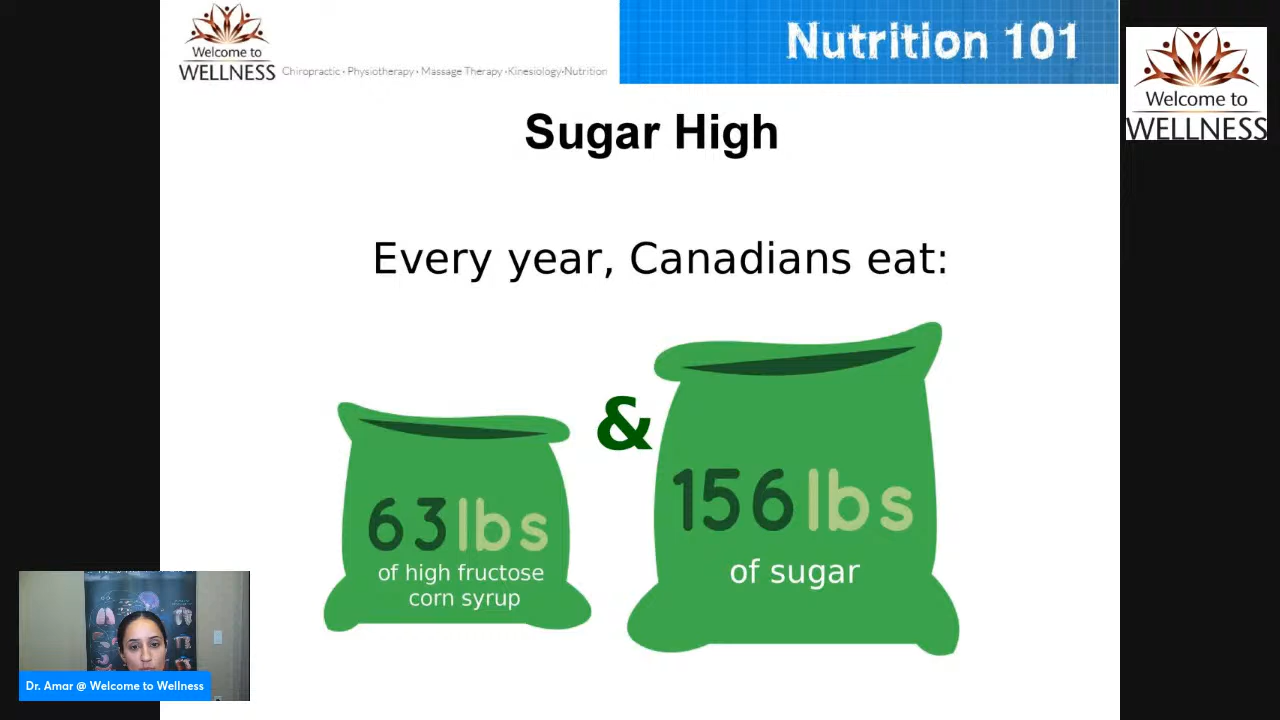 Welcome to
WELLNESS
Chiropractic • Physiotherapy • Massage Therapy •Kinesiology•Nutrition
Nutrition 101
Welcome to
WELLNESS
Sugar High
Every year, Canadians eat:
&
63lbs
of high fructose
corn syrup
156lbs
of sugar
Dr. Amar @ Welcome to Wellness